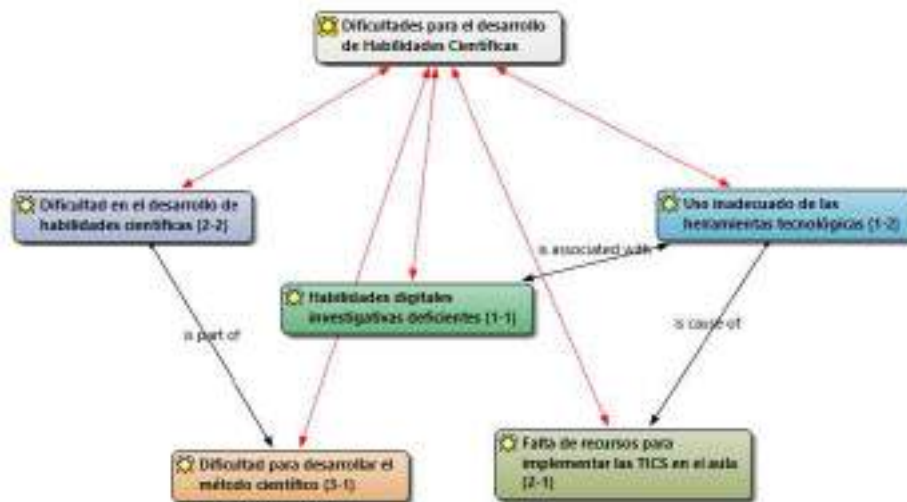 Dificultades para el desarrollo
de Habilidades Científicas
Dificultad en el desarrollo de
habilidades científicas (2-2)
Uso inadecuado de las
herramientas tecnológicas (1-2)
is associated with
Habilidades digitales
investigativas deficientes (1-1)
is part of
is cause of
Dificultad para desarrollar el
método científico (3-1)
Falta de recursos para
implementar las TICS en el aula
(2-1)